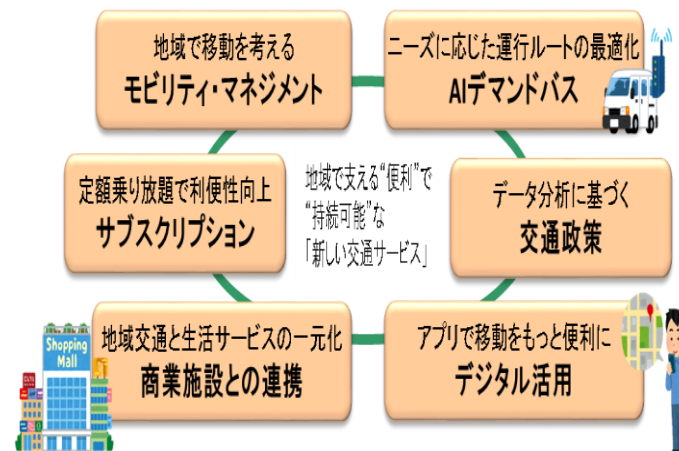 地域で移動を考える
モビリティ・マネジメント
ニーズに応じた運行ルートの最適化
AIデマンドバス
定額乗り放題で利便性向上
サブスクリプション
地域で支える“便利”で
“持続可能”な
「新しい交通サービス」
データ分析に基づく
交通政策
地域交通と生活サービスの一元化
商業施設との連携
Shopping
Mall
アプリで移動をもっと便利に
デジタル活用